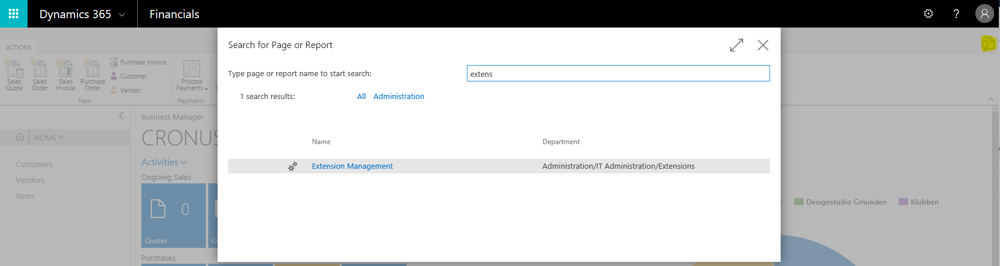 Dynamics 365
Financials
ACTIONS
Sales Quote
Sales Order
Sales Invoice
Purchase Order
Purchase Invoice
Customer
Vendor
New
Process Payments
Payments
Search for Page or Report
Type page or report name to start search:
extens
1 search results:
All
Administration
Name
Department
Extension Management
Administration/IT Administration/Extensions
HOME
Customers
Vendors
Items
Business Manager
CRONUS
Activities
Ongoing Sales
0
Quotes
Purchases
Designstudio Gmunden
Klubben